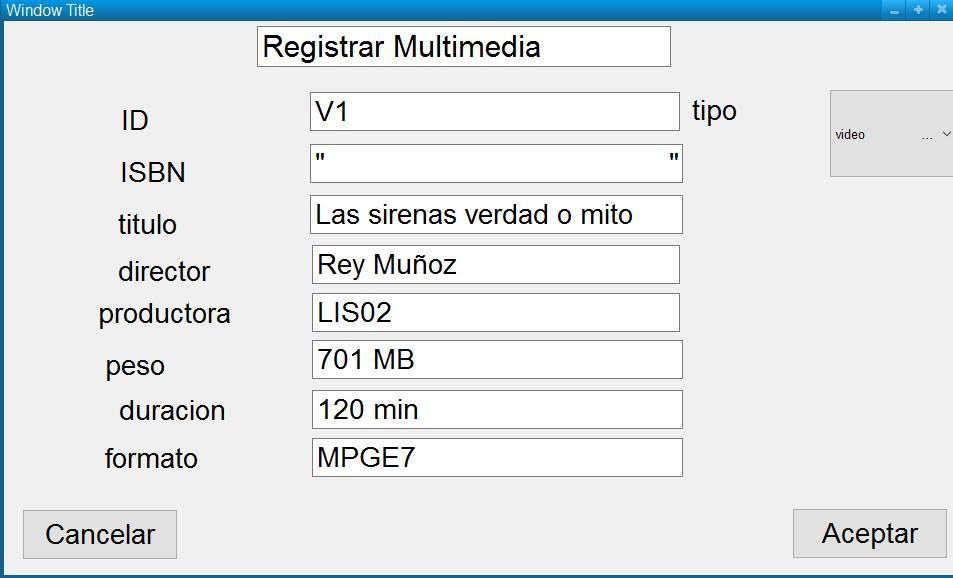 Window Title
Registrar Multimedia
ID V1 tipo video ...
ISBN " "
titulo Las sirenas verdad o mito
director Rey Muñoz
productora LIS02
peso 701 MB
duracion 120 min
formato MPGE7
Cancelar Aceptar